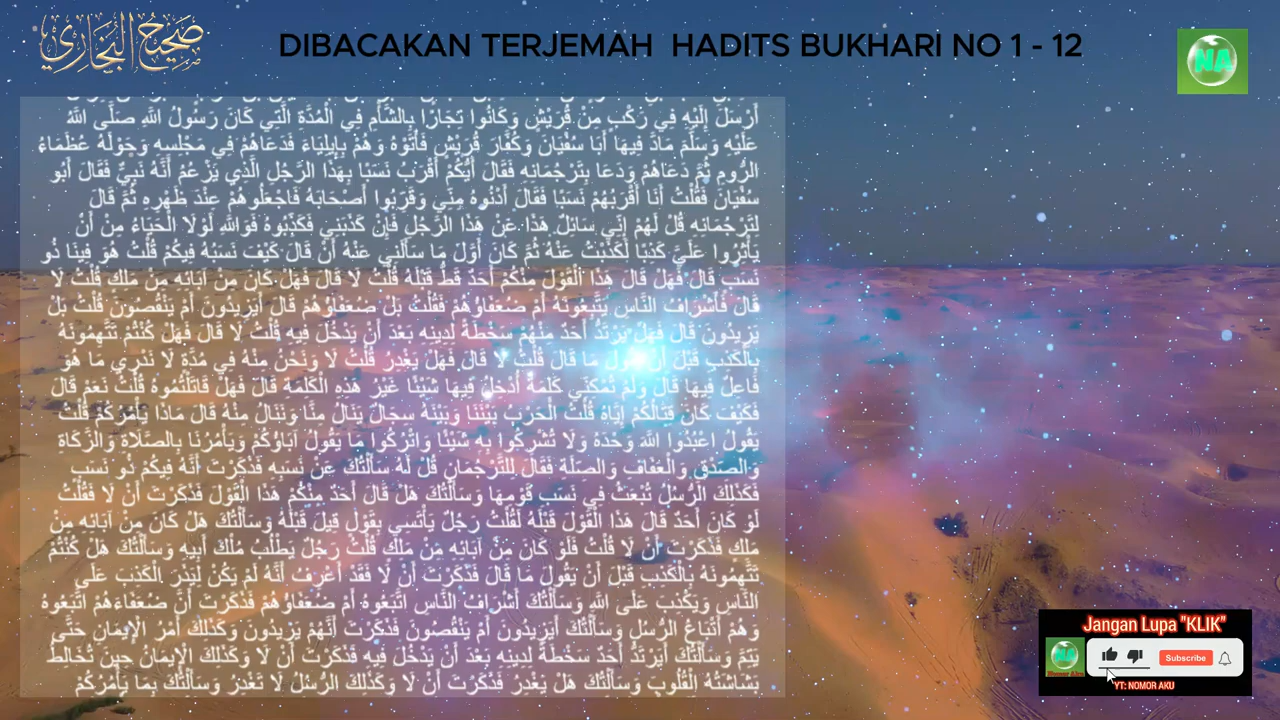 صحيح البخاري
DIBACAKAN TERJEMAH HADITS BUKHARI NO 1 - 12
NA
أَرْسَلَ إِلَيْهِ فِي رَكْبٍ مِنْ قُرَيْشٍ وَكَانُوا تِجَارًا بِالشَّأْمِ فِي الْمُدَّةِ الَّتِي كَانَ رَسُولُ اللَّهِ صَلَّى اللَّهُ
عَلَيْهِ وَسَلَّمَ مَادَّ فِيهَا أَبَا سُفْيَانَ وَكُفَّارَ قُرَيْشٍ فَأَتَوْهُ وَهُمْ بِإِيلِيَاءَ فَدَعَاهُمْ فِي مَجْلِسِهِ وَحَوْلَهُ عُظَمَاءُ
الرُّومِ ثُمَّ دَعَاهُمْ وَدَعَا بِتَرْجُمَانِهِ فَقَالَ أَيُّكُمْ أَقْرَبُ نَسَبًا بِهَذَا الرَّجُلِ الَّذِي يَزْعُمُ أَنَّهُ نَبِيٌّ فَقَالَ أَبُو
سُفْيَانَ فَقُلْتُ أَنَا أَقْرَبُهُمْ نَسَبًا فَقَالَ أَدْنُوهُ مِنِّي وَقَرِّبُوا أَصْحَابَهُ فَاجْعَلُوهُمْ عِنْدَ ظَهْرِهِ ثُمَّ قَالَ
لِتَرْجُمَانِهِ قُلْ لَهُمْ إِنِّي سَائِلٌ هَذَا عَنْ هَذَا الرَّجُلِ فَإِنْ كَذَبَنِي فَكَذِّبُوهُ فَوَاللَّهِ لَوْلَا الْحَيَاءُ مِنْ أَنْ
يَأْثِرُوا عَلَيَّ كَذِبًا لَكَذَبْتُ عَنْهُ ثُمَّ كَانَ أَوَّلَ مَا سَأَلَنِي عَنْهُ أَنْ قَالَ كَيْفَ نَسَبُهُ فِيكُمْ قُلْتُ هُوَ فِينَا ذُو
نَسَبٍ قَالَ فَهَلْ قَالَ هَذَا الْقَوْلَ مِنْكُمْ أَحَدٌ قَطُّ قَبْلَهُ قُلْتُ لَا قَالَ فَهَلْ كَانَ مِنْ آبَائِهِ مِنْ مَلِكٍ قُلْتُ لَا
قَالَ فَأَشْرَافُ النَّاسِ يَتَّبِعُونَهُ أَمْ ضُعَفَاؤُهُمْ فَقُلْتُ بَلْ ضُعَفَاؤُهُمْ قَالَ أَيَزِيدُونَ أَمْ يَنْقُصُونَ قُلْتُ بَلْ
يَزِيدُونَ قَالَ فَهَلْ يَرْتَدُّ أَحَدٌ مِنْهُمْ سَخْطَةً لِدِينِهِ بَعْدَ أَنْ يَدْخُلَ فِيهِ قُلْتُ لَا قَالَ فَهَلْ كُنْتُمْ تَتَّهِمُونَهُ
بِالْكَذِبِ قَبْلَ أَنْ يَقُولَ مَا قَالَ قُلْتُ لَا قَالَ فَهَلْ يَغْدِرُ قُلْتُ لَا وَنَحْنُ مِنْهُ فِي مُدَّةٍ لَا نَدْرِي مَا هُوَ
فَاعِلٌ فِيهَا قَالَ وَلَمْ تُمْكِنِّي كَلِمَةٌ أُدْخِلُ فِيهَا شَيْئًا غَيْرُ هَذِهِ الْكَلِمَةِ قَالَ فَهَلْ قَاتَلْتُمُوهُ قُلْتُ نَعَمْ قَالَ
فَكَيْفَ كَانَ قِتَالُكُمْ إِيَّاهُ قُلْتُ الْحَرْبُ بَيْنَنَا وَبَيْنَهُ سِجَالٌ يَنَالُ مِنَّا وَنَنَالُ مِنْهُ قَالَ مَاذَا يَأْمُرُكُمْ قُلْتُ
يَقُولُ اعْبُدُوا اللَّهَ وَحْدَهُ وَلَا تُشْرِكُوا بِهِ شَيْئًا وَاتْرُكُوا مَا يَقُولُ آبَاؤُكُمْ وَيَأْمُرُنَا بِالصَّلَاةِ وَالزَّكَاةِ
وَالصِّدْقِ وَالْعَفَافِ وَالصِّلَةِ فَقَالَ لِلتَّرْجُمَانِ قُلْ لَهُ سَأَلْتُكَ عَنْ نَسَبِهِ فَذَكَرْتَ أَنَّهُ فِيكُمْ ذُو نَسَبٍ
فَكَذَلِكَ الرُّسُلُ تُبْعَثُ فِي نَسَبِ قَوْمِهَا وَسَأَلْتُكَ هَلْ قَالَ أَحَدٌ مِنْكُمْ هَذَا الْقَوْلَ فَذَكَرْتَ أَنْ لَا فَقُلْتُ
لَوْ كَانَ أَحَدٌ قَالَ هَذَا الْقَوْلَ قَبْلَهُ لَقُلْتُ رَجُلٌ يَأْتَسِي بِقَوْلٍ قِيلَ قَبْلَهُ وَسَأَلْتُكَ هَلْ كَانَ مِنْ آبَائِهِ مِنْ
مَلِكٍ فَذَكَرْتَ أَنْ لَا قُلْتُ فَلَوْ كَانَ مِنْ آبَائِهِ مِنْ مَلِكٍ قُلْتُ رَجُلٌ يَطْلُبُ مُلْكَ أَبِيهِ وَسَأَلْتُكَ هَلْ كُنْتُمْ
تَتَّهِمُونَهُ بِالْكَذِبِ قَبْلَ أَنْ يَقُولَ مَا قَالَ فَذَكَرْتَ أَنْ لَا فَقَدْ أَعْرِفُ أَنَّهُ لَمْ يَكُنْ لِيَذَرَ الْكَذِبَ عَلَى
النَّاسِ وَيَكْذِبَ عَلَى اللَّهِ وَسَأَلْتُكَ أَشْرَافُ النَّاسِ اتَّبَعُوهُ أَمْ ضُعَفَاؤُهُمْ فَذَكَرْتَ أَنَّ ضُعَفَاءَهُمْ اتَّبَعُوهُ
وَهُمْ أَتْبَاعُ الرُّسُلِ وَسَأَلْتُكَ أَيَزِيدُونَ أَمْ يَنْقُصُونَ فَذَكَرْتَ أَنَّهُمْ يَزِيدُونَ وَكَذَلِكَ أَمْرُ الْإِيمَانِ حَتَّى
يَتِمَّ وَسَأَلْتُكَ أَيَرْتَدُّ أَحَدٌ سَخْطَةً لِدِينِهِ بَعْدَ أَنْ يَدْخُلَ فِيهِ فَذَكَرْتَ أَنْ لَا وَكَذَلِكَ الْإِيمَانُ حِينَ تُخَالِطُ
بَشَاشَتُهُ الْقُلُوبَ وَسَأَلْتُكَ هَلْ يَغْدِرُ فَذَكَرْتَ أَنْ لَا وَكَذَلِكَ الرُّسُلُ لَا تَغْدِرُ وَسَأَلْتُكَ بِمَا يَأْمُرُكُمْ
Jangan Lupa "KLIK"
Subscribe
YT: NOMOR AKU